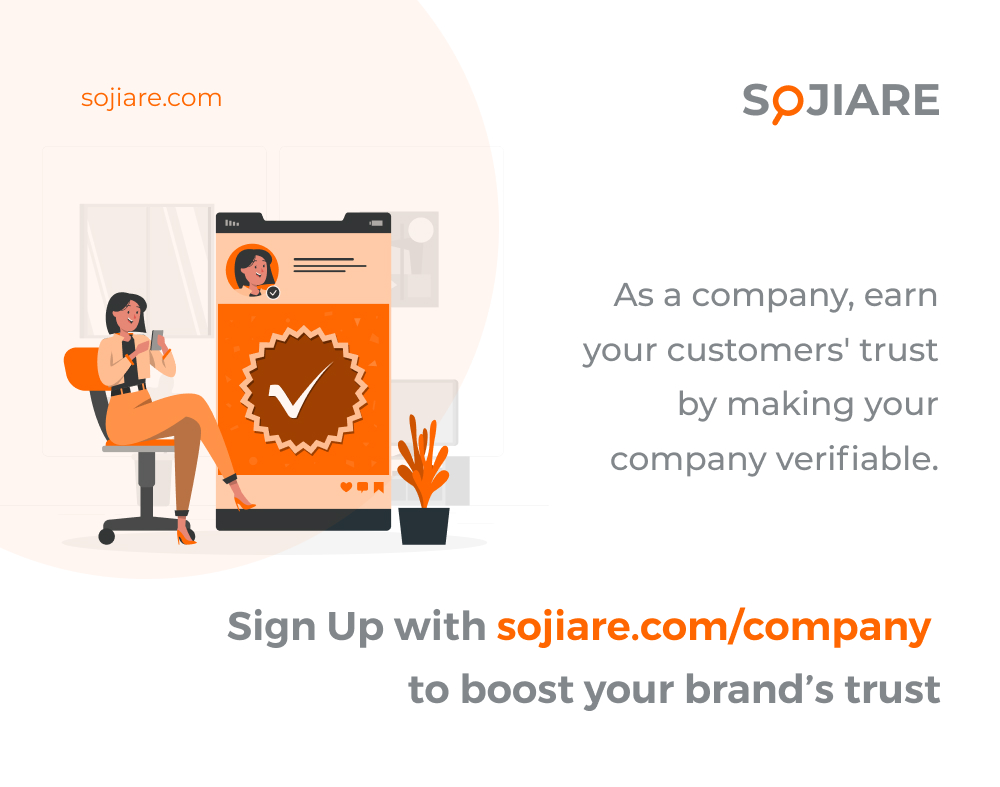 sojiare.com
SOJIARE
As a company, earn
your customers' trust
by making your
company verifiable.
Sign Up with sojiare.com/company
to boost your brand’s trust